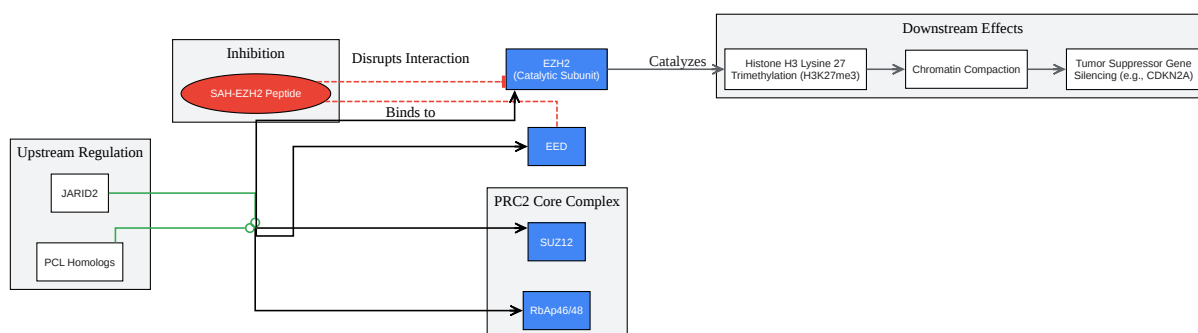 Inhibition
SAH-EZH2 Peptide
Disrupts Interaction
Binds to
EZH2
(Catalytic Subunit)
EED
Catalyzes
Downstream Effects
Histone H3 Lysine 27
Trimethylation (H3K27me3)
Chromatin Compaction
Tumor Suppressor Gene
Silencing (e.g., CDKN2A)
Upstream Regulation
JARID2
PCL Homologs
PRC2 Core Complex
SUZ12
RbAp46/48